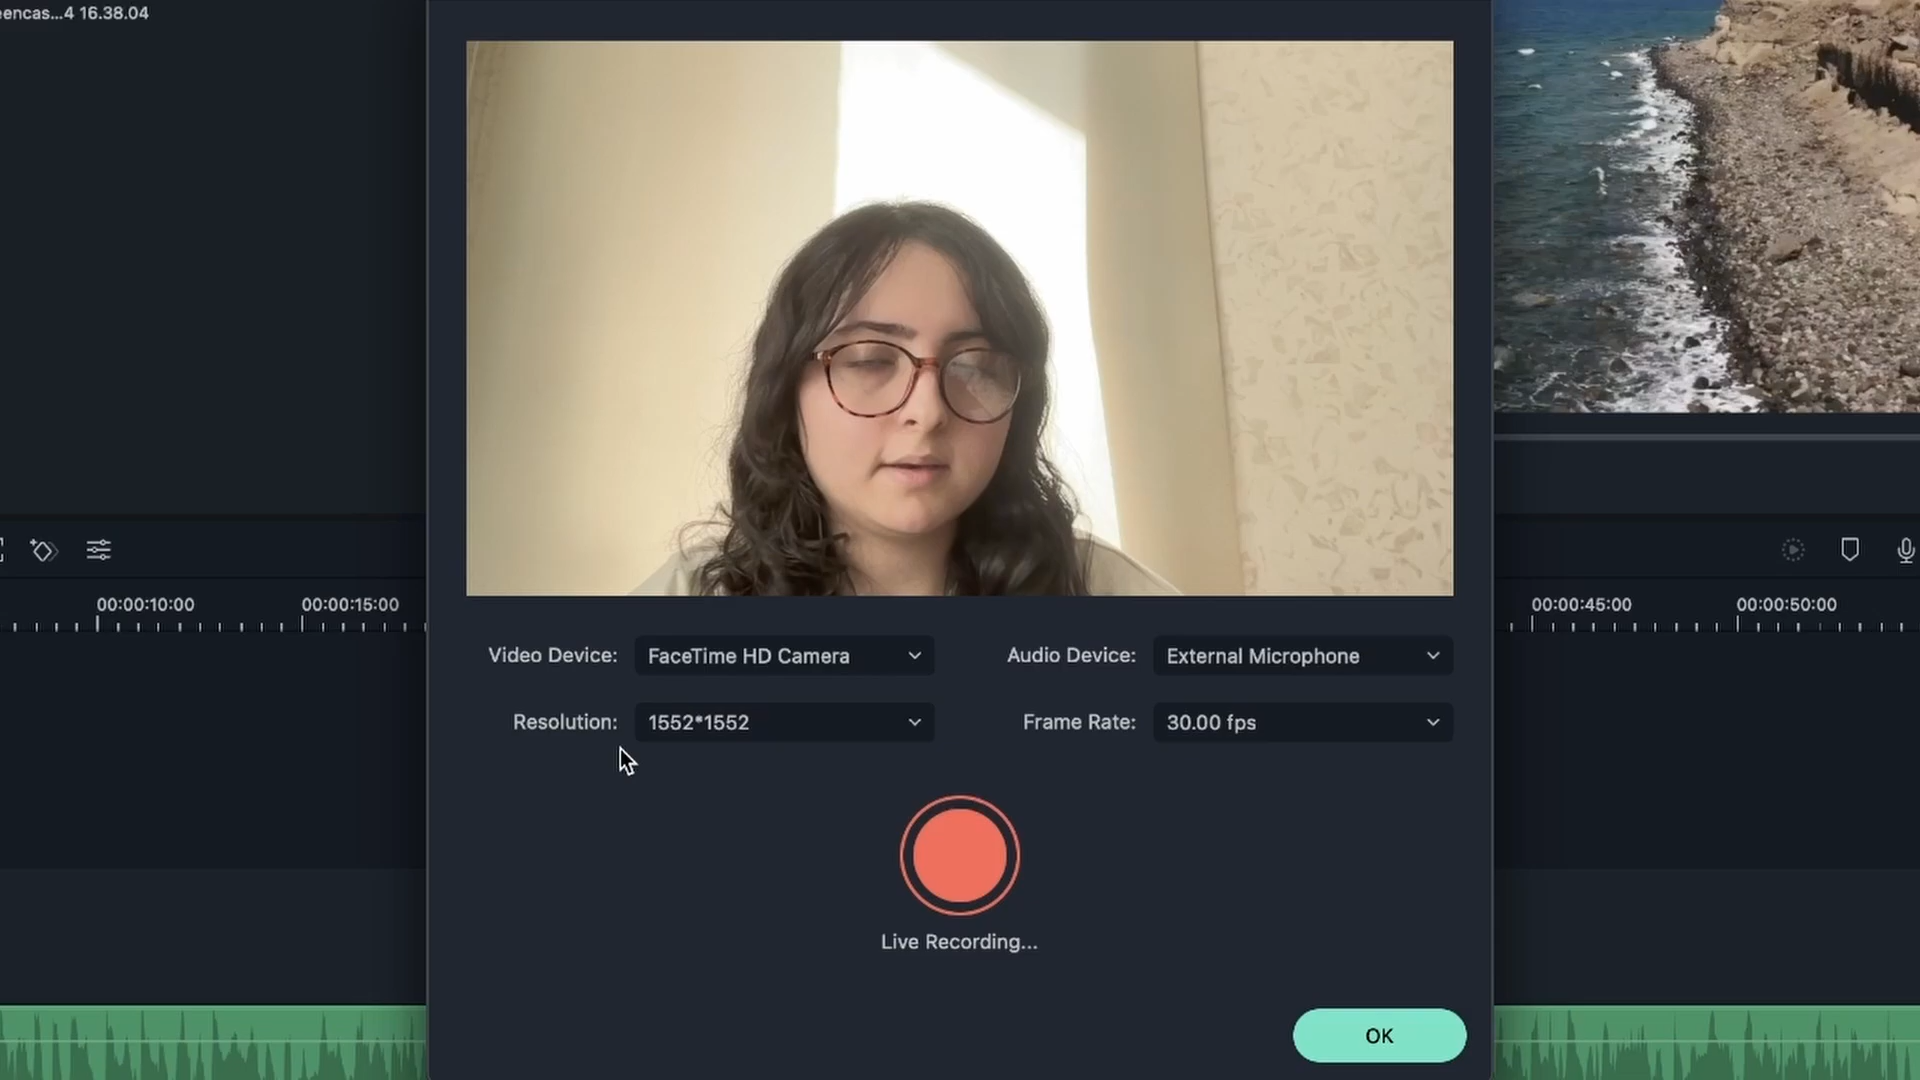 eencas...4 16.38.04
00:00:10:00 00:00:15:00 00:00:45:00 00:00:50:00
Video Device: FaceTime HD Camera Audio Device: External Microphone
Resolution: 1552*1552 Frame Rate: 30.00 fps
Live Recording...
OK